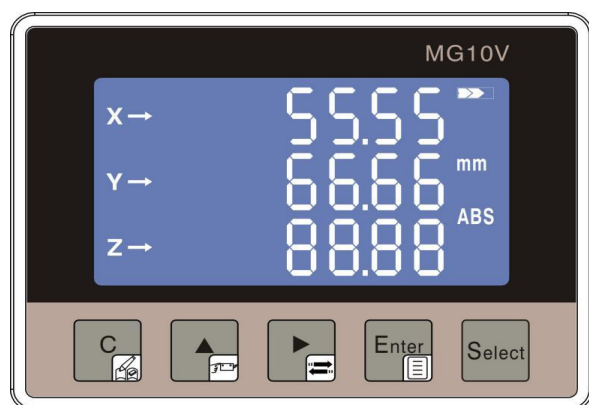 MG10V
X→ 55.55
Y→ 66.66 mm
Z→ 88.88 ABS
C ▲ ► Enter Select